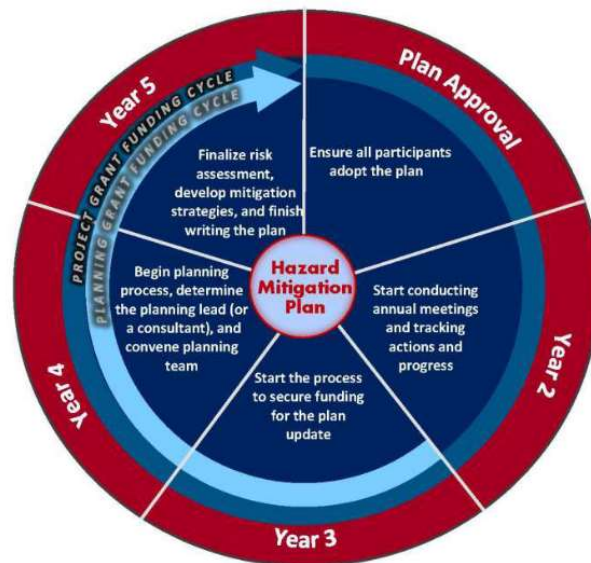 Plan Approval
Year 2
Year 3
Year 4
Year 5
PROJECT GRANT FUNDING CYCLE
PLANNING GRANT FUNDING CYCLE
Ensure all participants
adopt the plan
Start conducting
annual meetings
and tracking
actions and
progress
Start the process
to secure funding
for the plan
update
Begin planning
process, determine
the planning lead (or
a consultant), and
convene planning
team
Finalize risk
assessment,
develop mitigation
strategies, and finish
writing the plan
Hazard
Mitigation
Plan